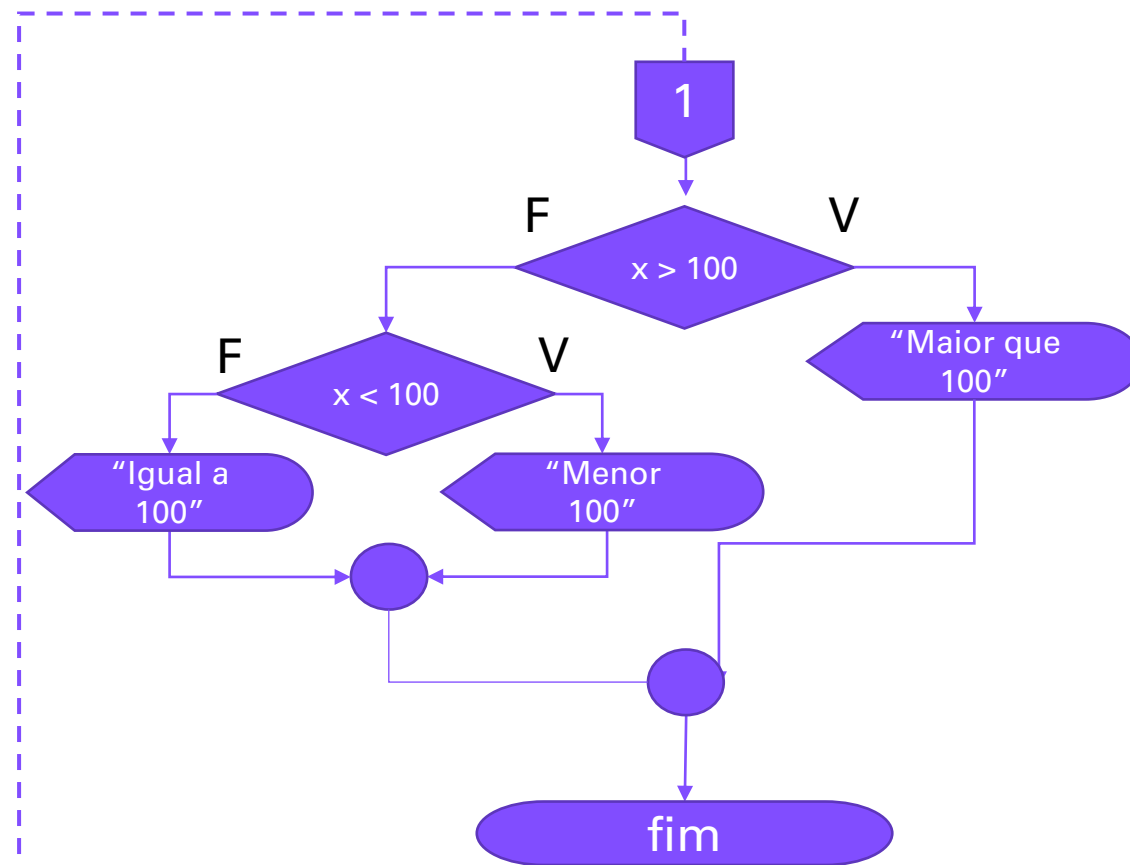 1
F
V
x > 100
“Maior que
100”
F
V
x < 100
“Igual a
100”
“Menor
100”
fim